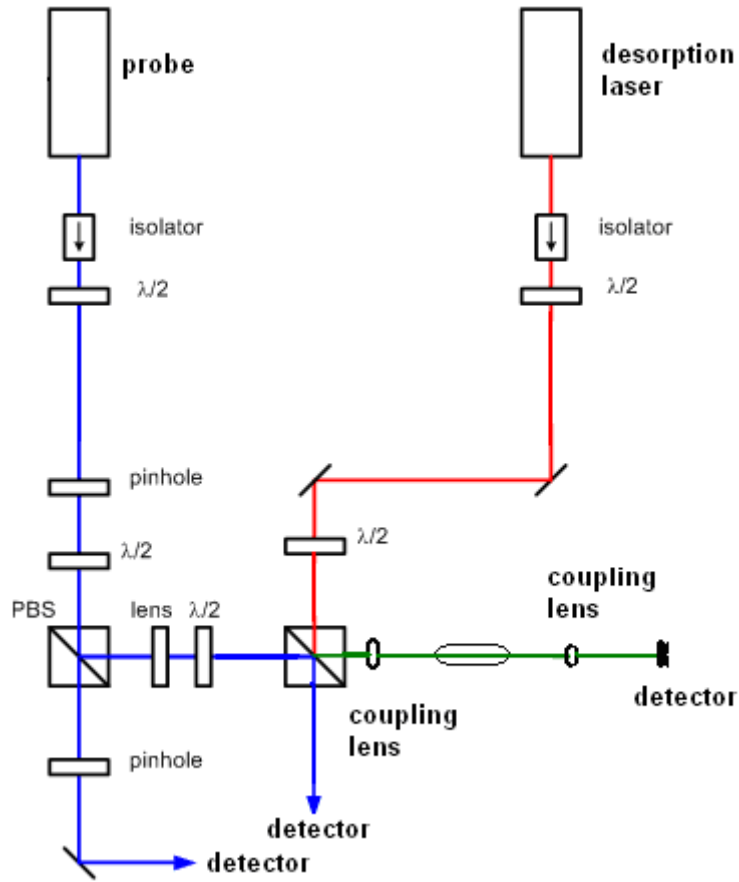 probe
desorption
laser
isolator
isolator
λ/2
λ/2
pinhole
λ/2
λ/2
PBS
lens
λ/2
coupling
lens
coupling
lens
detector
pinhole
detector
detector